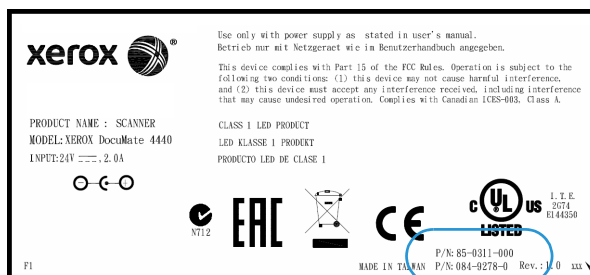 xerox ®
Use only with power supply as stated in user's manual.
Betrieb nur mit Netzgeraet wie im Benutzerhandbuch angegeben.
This device complies with Part 15 of the FCC Rules. Operation is subject to the
following two conditions: (1) this device may not cause harmful interference,
and (2) this device must accept any interference received, including interference
that may cause undesired operation. Complies with Canadian ICES-003, Class A.
PRODUCT NAME : SCANNER
MODEL: XEROX DocuMate 4440
INPUT:24V , 2.0A
CLASS 1 LED PRODUCT
LED KLASSE 1 PRODUKT
PRODUCTO LED DE CLASE 1
N712
EAC
CE
c UL US
LISTED
I.T.E.
2G74
E144350
P/N: 85-0311-000
MADE IN TAIWAN P/N: 084-9278-0 Rev.: 1.0 xxx
F1